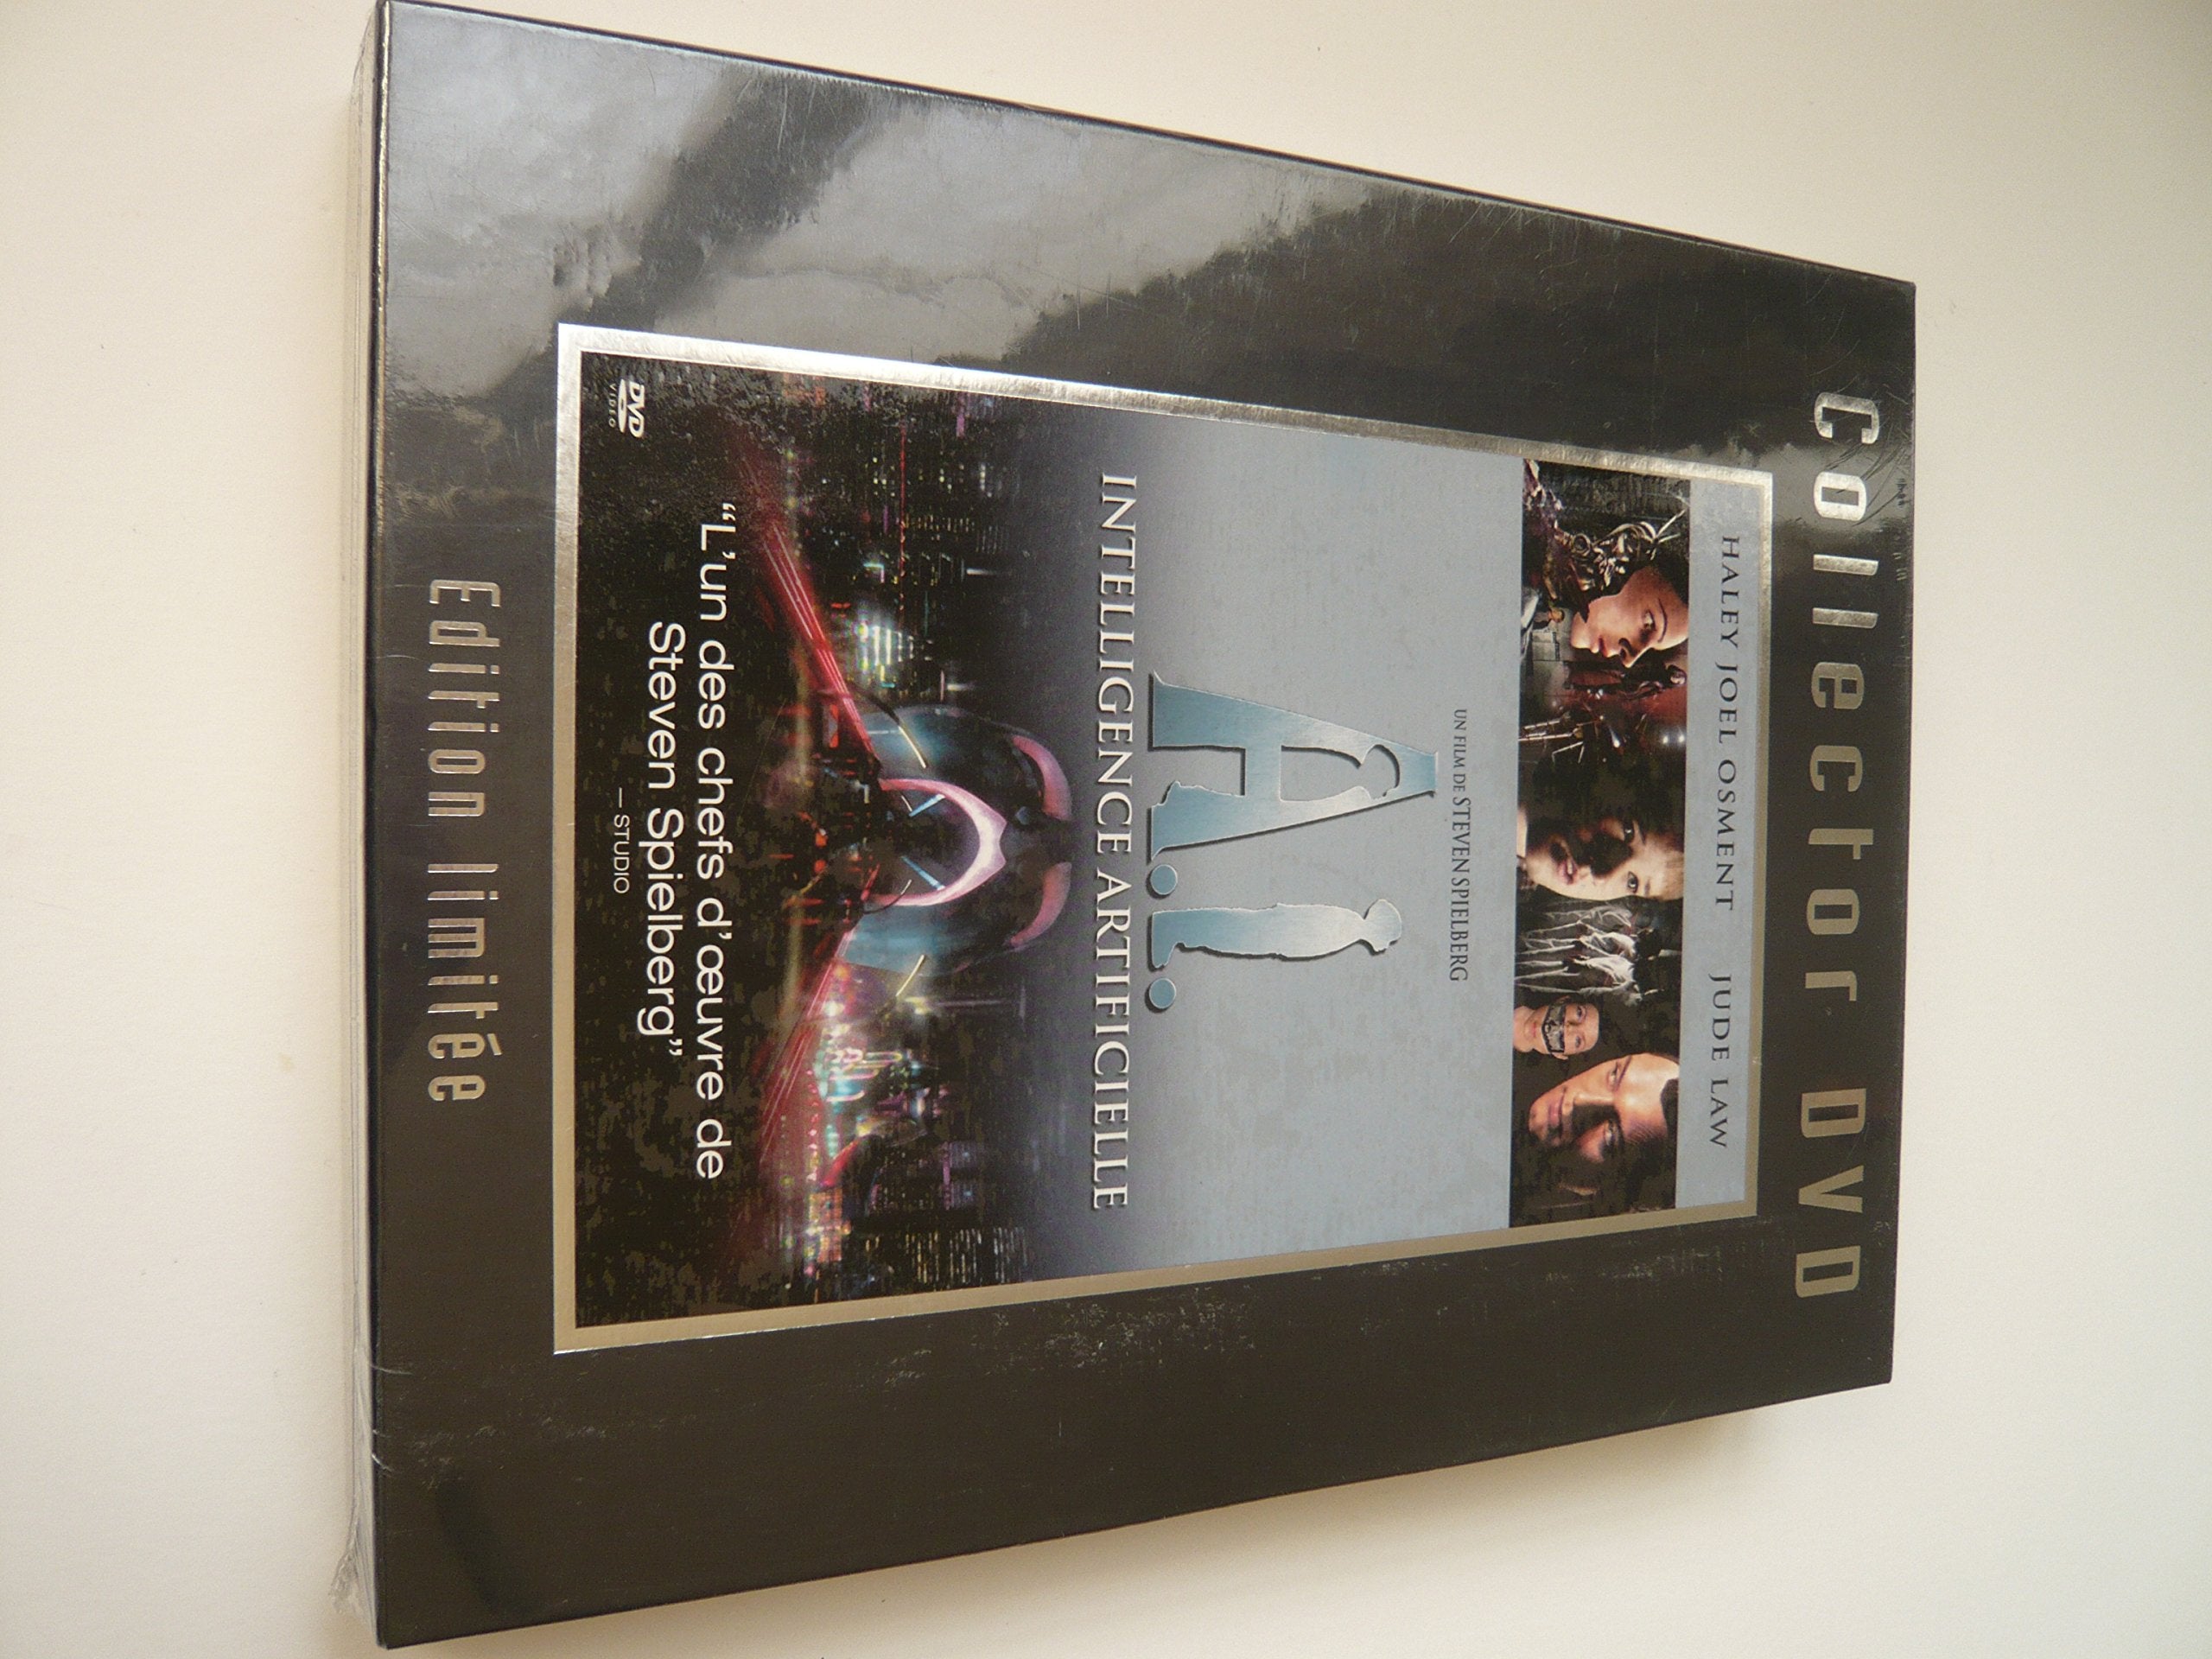 Collector DVD
HALEY JOEL OSMENT JUDE LAW
UN FILM DE STEVEN SPIELBERG
A.I.
INTELLIGENCE ARTIFICIELLE
“L’un des chefs d’œuvre de
Steven Spielberg”
– STUDIO
DVD
VIDEO
Edition limitée